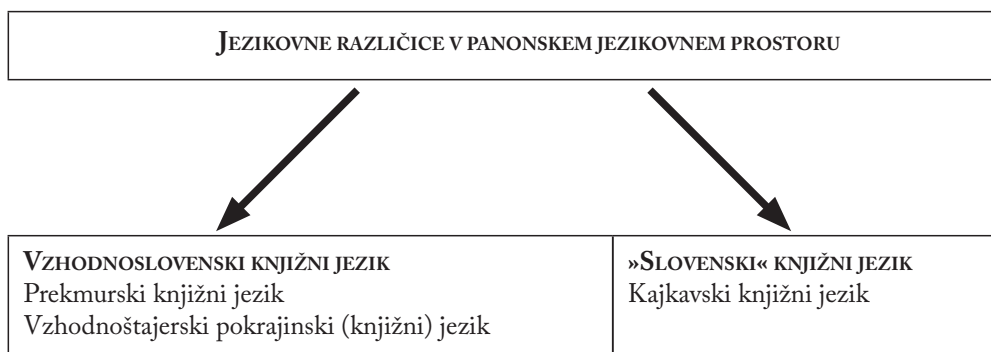 JEZIKOVNE RAZLIČICE V PANONSKEM JEZIKOVNEM PROSTORU
VZHODNOSLOVENSKI KNJIŽNI JEZIK
Prekmurski knjižni jezik
Vzhodnoštajerski pokrajinski (knjižni) jezik
»SLOVENSKI« KNJIŽNI JEZIK
Kajkavski knjižni jezik